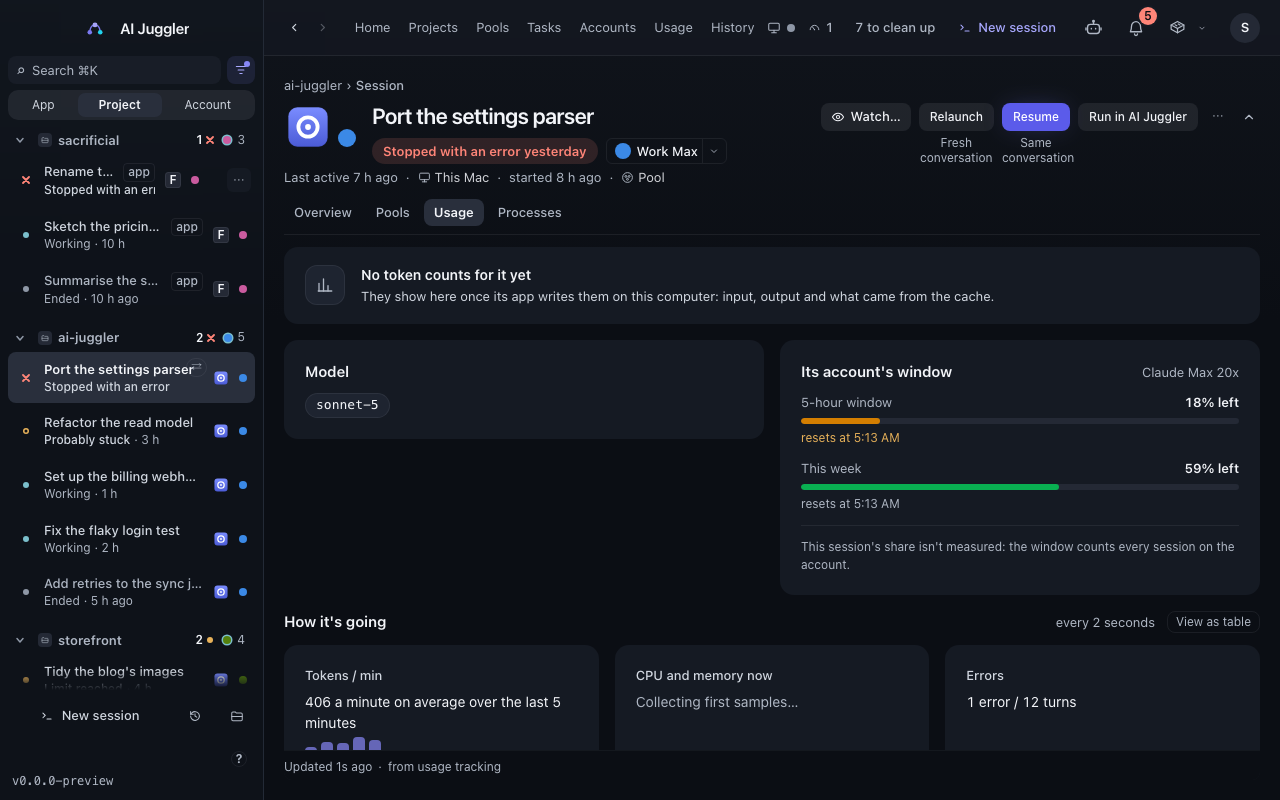 AI Juggler
Search ⌘K
App Project Account
sacrificial 1 3
Rename t... app F
Stopped with an err
Sketch the pricin... app F
Working · 10 h
Summarise the s... app F
Ended · 10 h ago
ai-juggler 2 5
Port the settings parser
Stopped with an error
Refactor the read model
Probably stuck · 3 h
Set up the billing webh...
Working · 1 h
Fix the flaky login test
Working · 2 h
Add retries to the sync j...
Ended · 5 h ago
storefront 2 4
Tidy the blog's images
New session
?
v0.0.0-preview
Home Projects Pools Tasks Accounts Usage History 1 7 to clean up New session 5 S
ai-juggler › Session
Port the settings parser
Stopped with an error yesterday Work Max
Last active 7 h ago · This Mac · started 8 h ago · Pool
Watch... Relaunch Resume Run in AI Juggler ...
Fresh conversation
Same conversation
Overview Pools Usage Processes
No token counts for it yet
They show here once its app writes them on this computer: input, output and what came from the cache.
Model
sonnet-5
Its account's window Claude Max 20x
5-hour window 18% left
resets at 5:13 AM
This week 59% left
resets at 5:13 AM
This session's share isn't measured: the window counts every session on the
account.
How it's going every 2 seconds View as table
Tokens / min
406 a minute on average over the last 5
minutes
CPU and memory now
Collecting first samples...
Errors
1 error / 12 turns
Updated 1s ago · from usage tracking